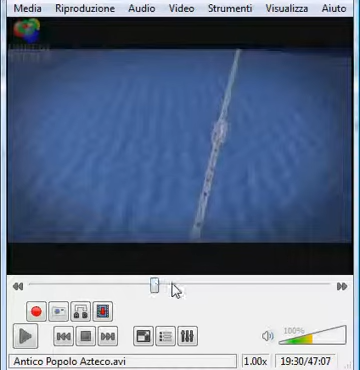 Media Riproduzione Audio Video Strumenti Visualizza Aiuto
100%
Antico Popolo Azteco.avi 1.00x 19:30/47:07